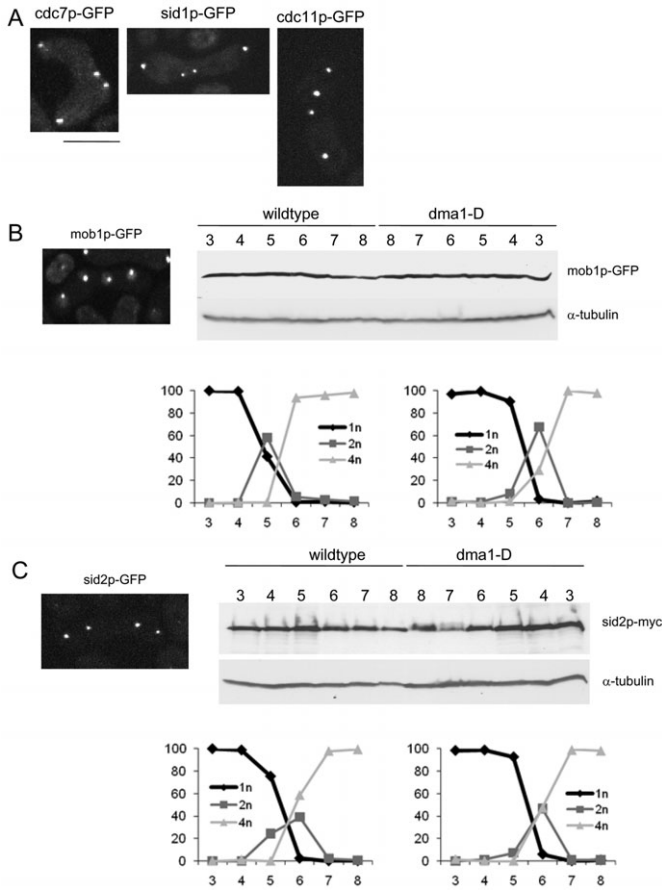 A
cdc7p-GFP sid1p-GFP cdc11p-GFP
B
mob1p-GFP
wildtype dma1-D
3 4 5 6 7 8 8 7 6 5 4 3
mob1p-GFP
α-tubulin
100
80
60
40
20
0
3 4 5 6 7 8
1n
2n
4n
100
80
60
40
20
0
3 4 5 6 7 8
1n
2n
4n
C
sid2p-GFP
wildtype dma1-D
3 4 5 6 7 8 8 7 6 5 4 3
sid2p-myc
α-tubulin
100
80
60
40
20
0
3 4 5 6 7 8
1n
2n
4n
100
80
60
40
20
0
3 4 5 6 7 8
1n
2n
4n